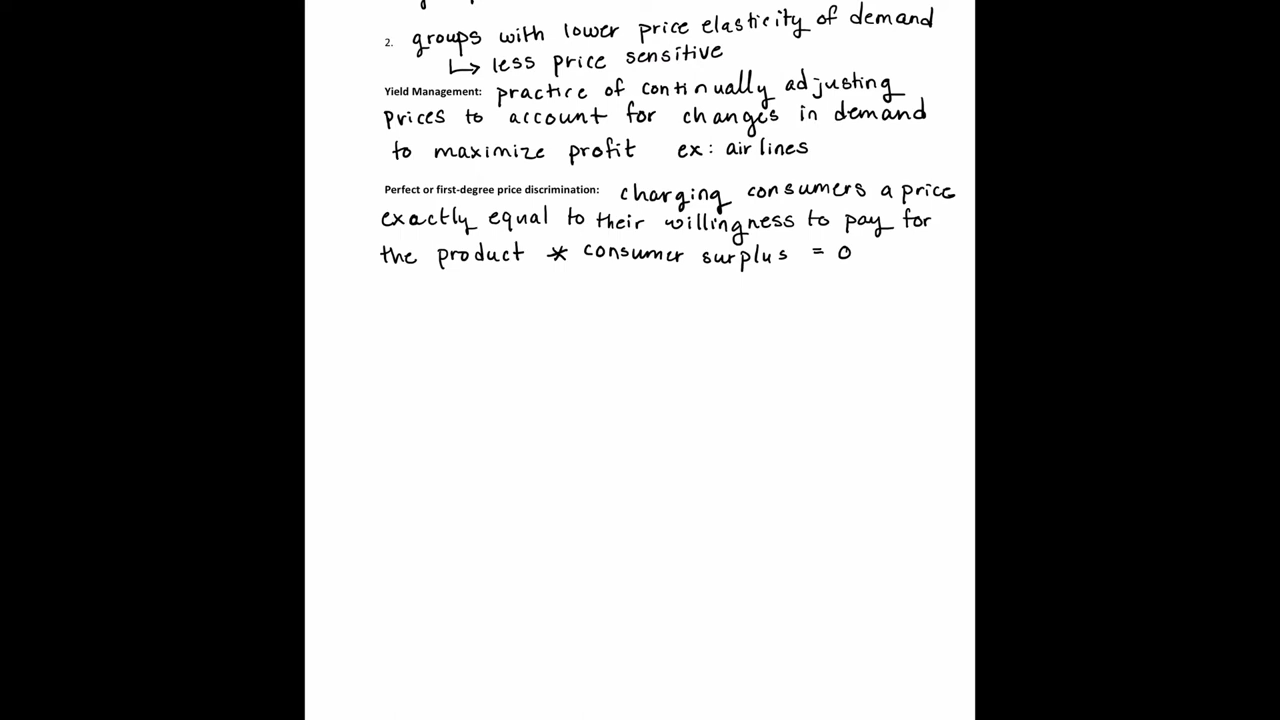 2. groups with lower price elasticity of demand
↳ less price sensitive
Yield Management: practice of continually adjusting
prices to account for changes in demand
to maximize profit ex: airlines
Perfect or first-degree price discrimination: charging consumers a price
exactly equal to their willingness to pay for
the product * consumer surplus = 0